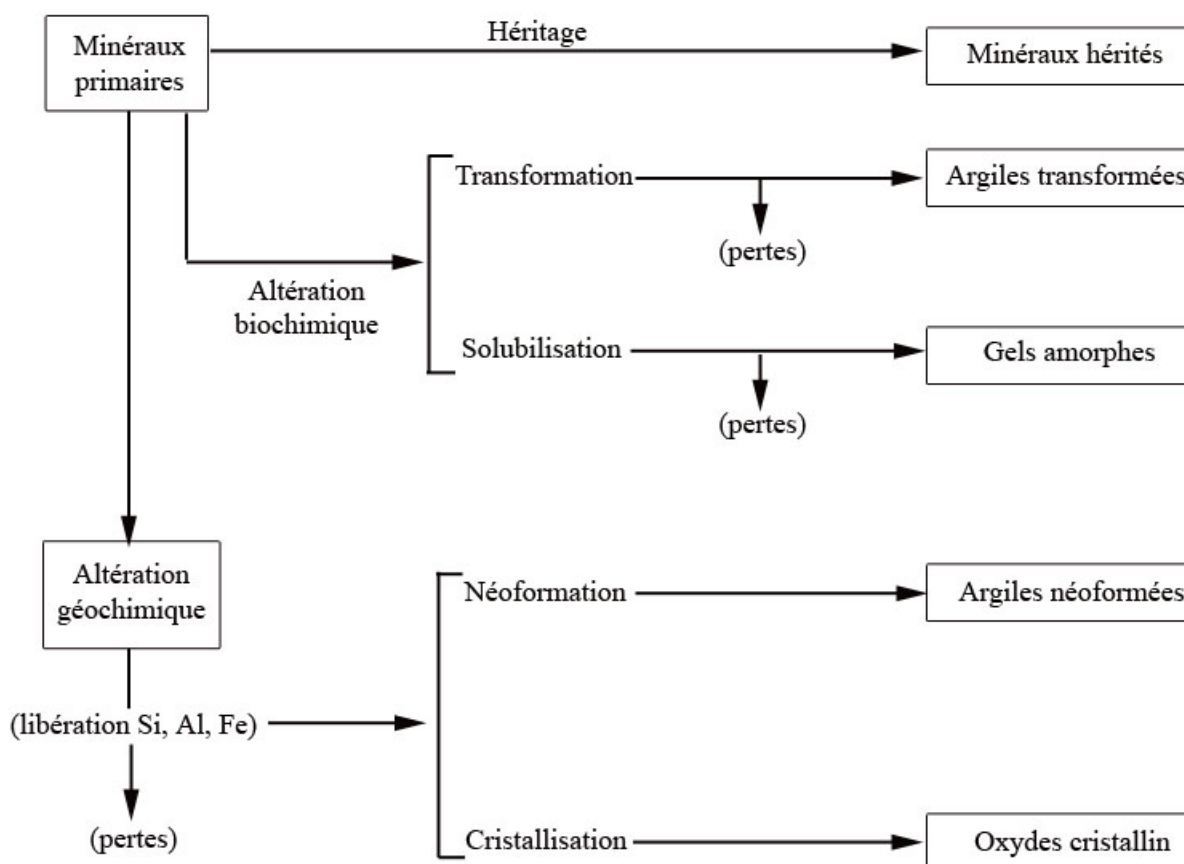 Minéraux
primaires
Héritage
Minéraux hérités
Transformation
Argiles transformées
(pertes)
Altération
biochimique
Solubilisation
Gels amorphes
(pertes)
Altération
géochimique
Néoformation
Argiles néoformées
(libération Si, Al, Fe)
(pertes)
Cristallisation
Oxydes cristallin